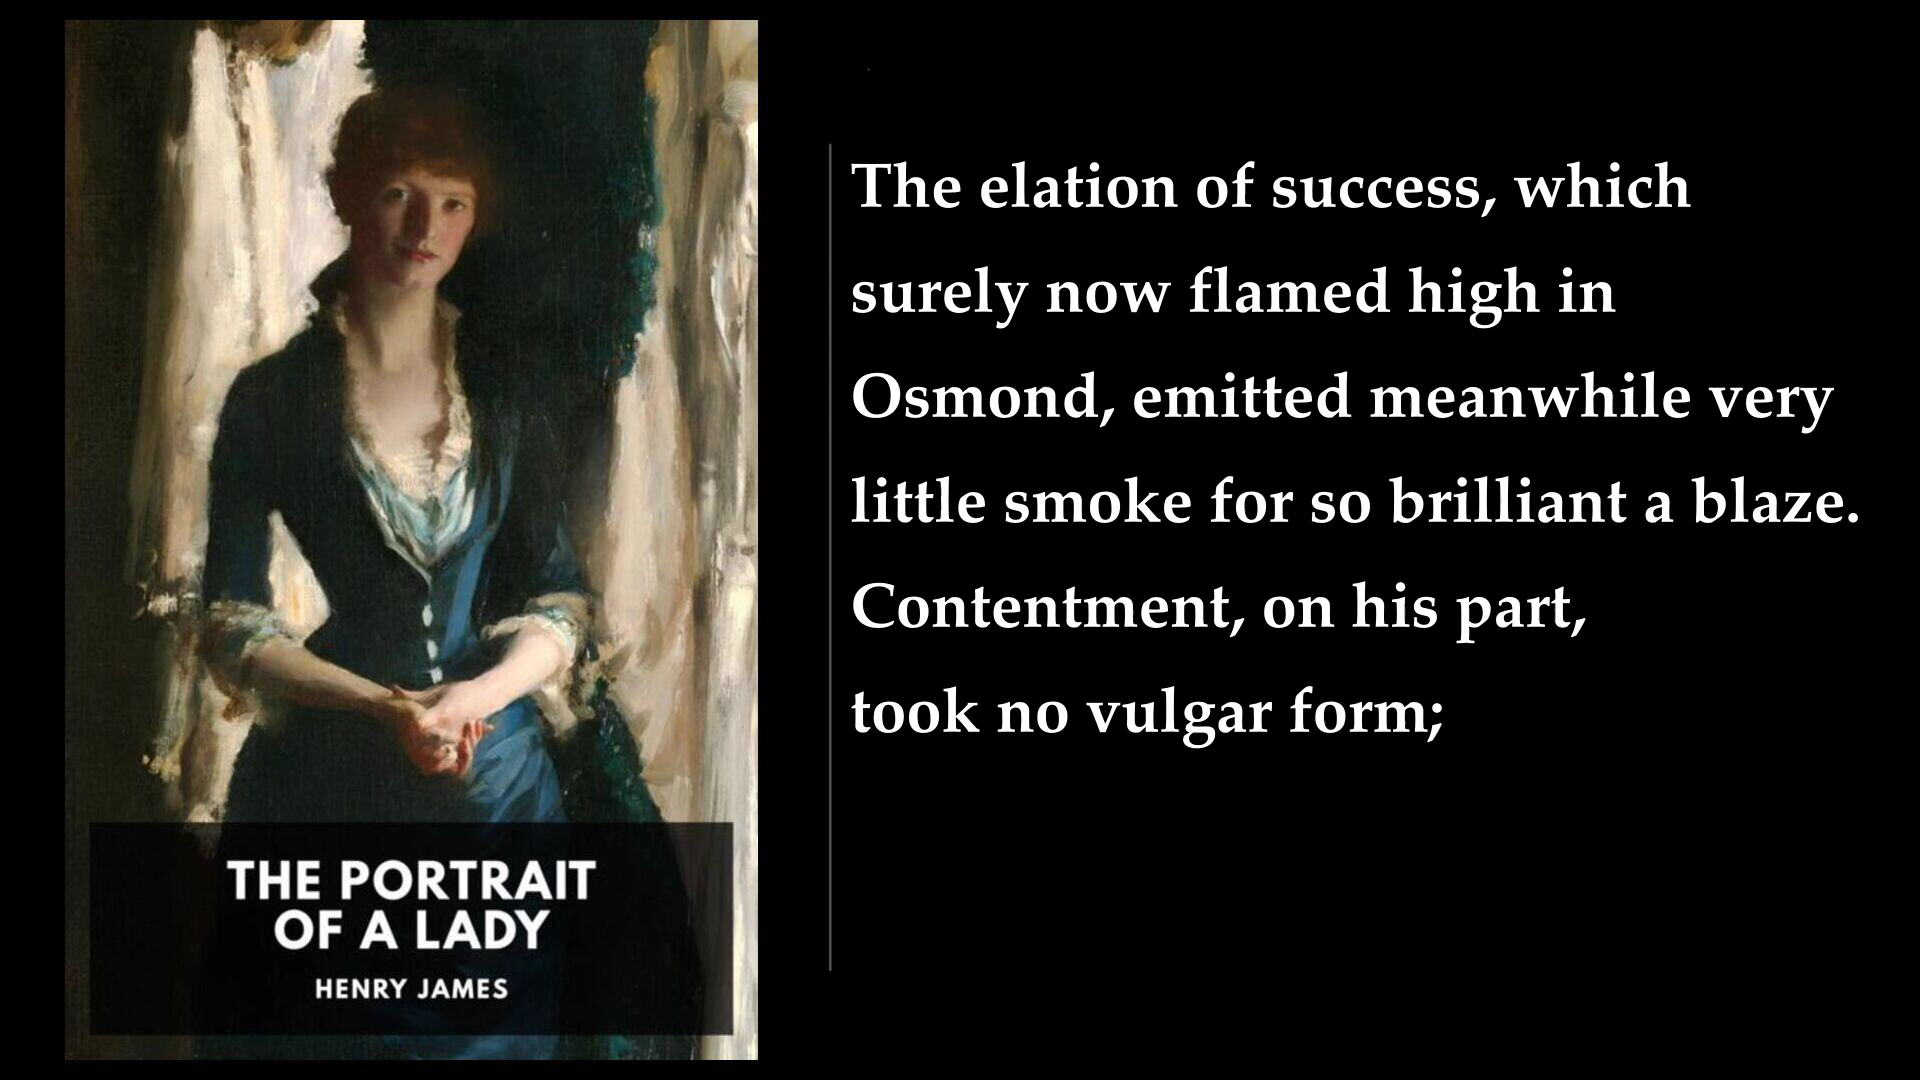 The elation of success, which
surely now flamed high in
Osmond, emitted meanwhile very
little smoke for so brilliant a blaze.
Contentment, on his part,
took no vulgar form;
THE PORTRAIT
OF A LADY
HENRY JAMES